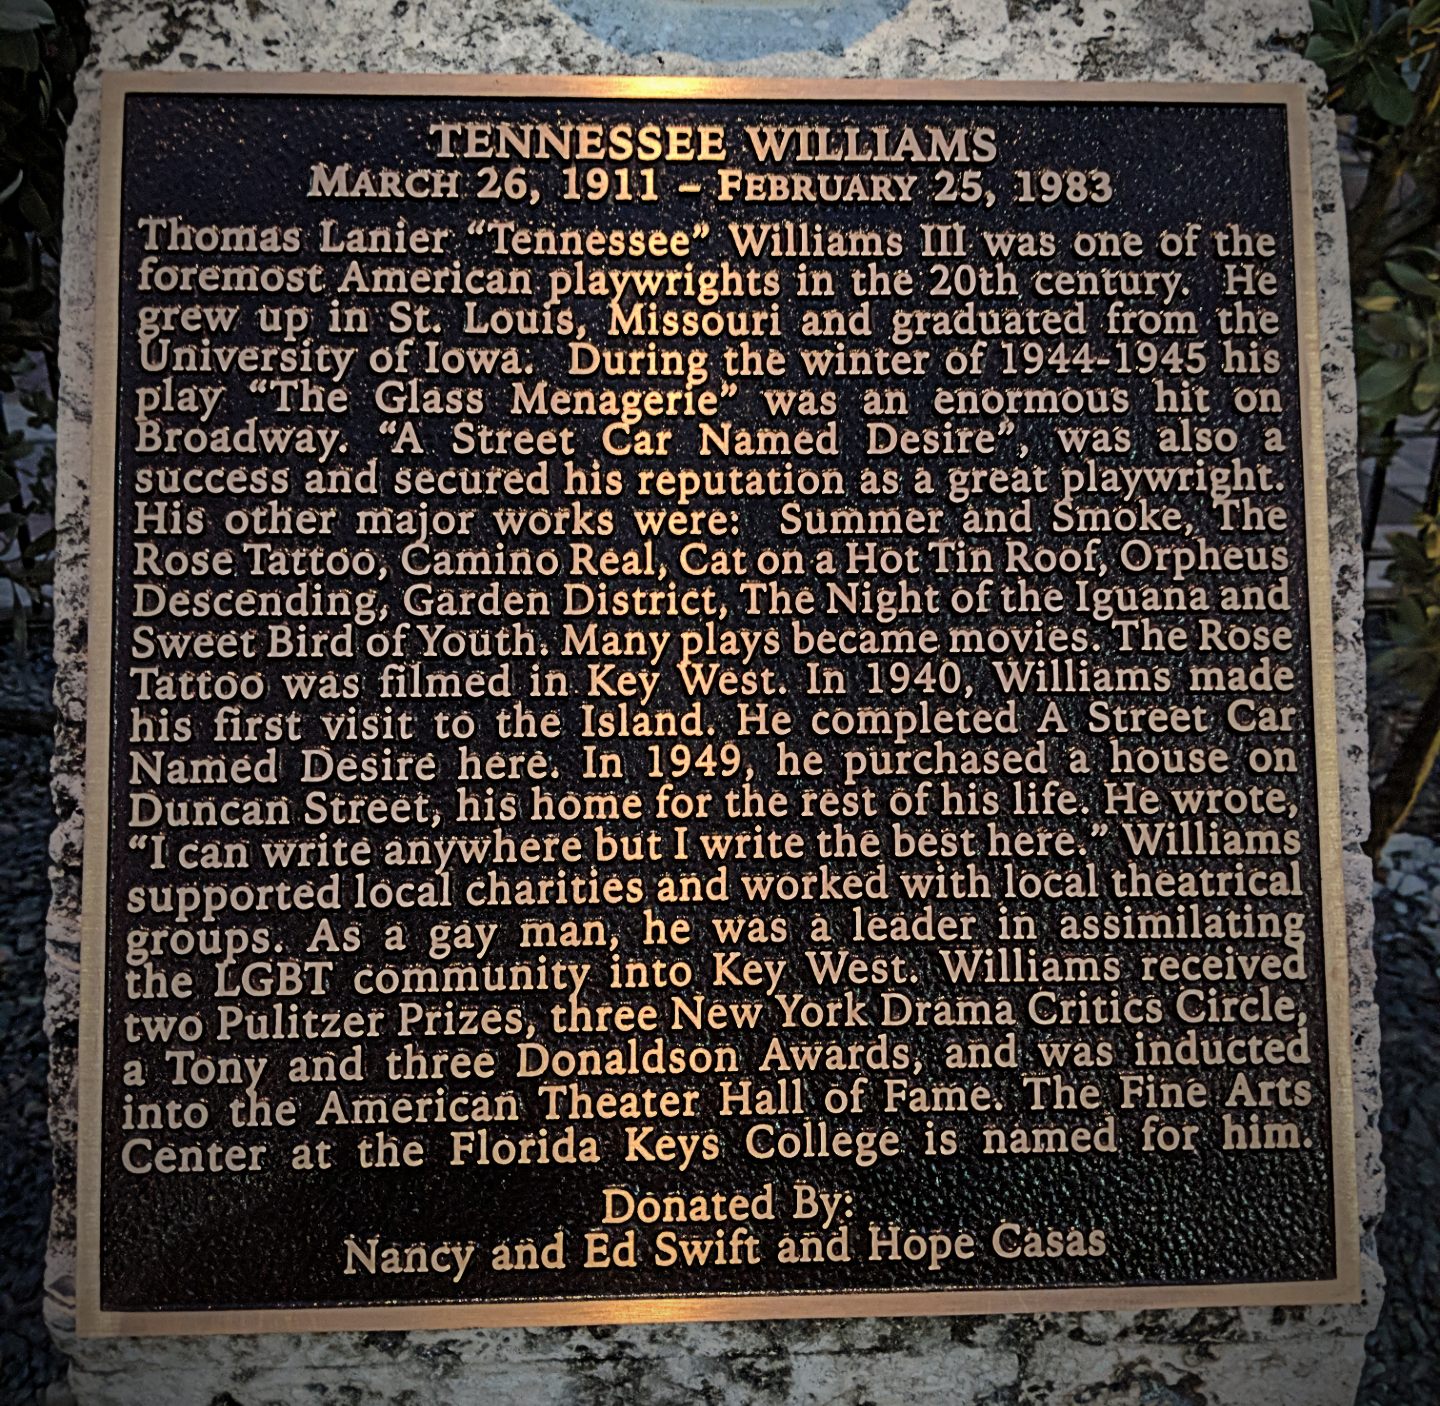 TENNESSEE WILLIAMS
MARCH 26, 1911 – FEBRUARY 25, 1983
Thomas Lanier “Tennessee” Williams III was one of the
foremost American playwrights in the 20th century. He
grew up in St. Louis, Missouri and graduated from the
University of Iowa. During the winter of 1944-1945 his
play “The Glass Menagerie” was an enormous hit on
Broadway. “A Street Car Named Desire”, was also a
success and secured his reputation as a great playwright.
His other major works were: Summer and Smoke, The
Rose Tattoo, Camino Real, Cat on a Hot Tin Roof, Orpheus
Descending, Garden District, The Night of the Iguana and
Sweet Bird of Youth. Many plays became movies. The Rose
Tattoo was filmed in Key West. In 1940, Williams made
his first visit to the Island. He completed A Street Car
Named Desire here. In 1949, he purchased a house on
Duncan Street, his home for the rest of his life. He wrote,
“I can write anywhere but I write the best here.” Williams
supported local charities and worked with local theatrical
groups. As a gay man, he was a leader in assimilating
the LGBT community into Key West. Williams received
two Pulitzer Prizes, three New York Drama Critics Circle,
a Tony and three Donaldson Awards, and was inducted
into the American Theater Hall of Fame. The Fine Arts
Center at the Florida Keys College is named for him.
Donated By:
Nancy and Ed Swift and Hope Casas